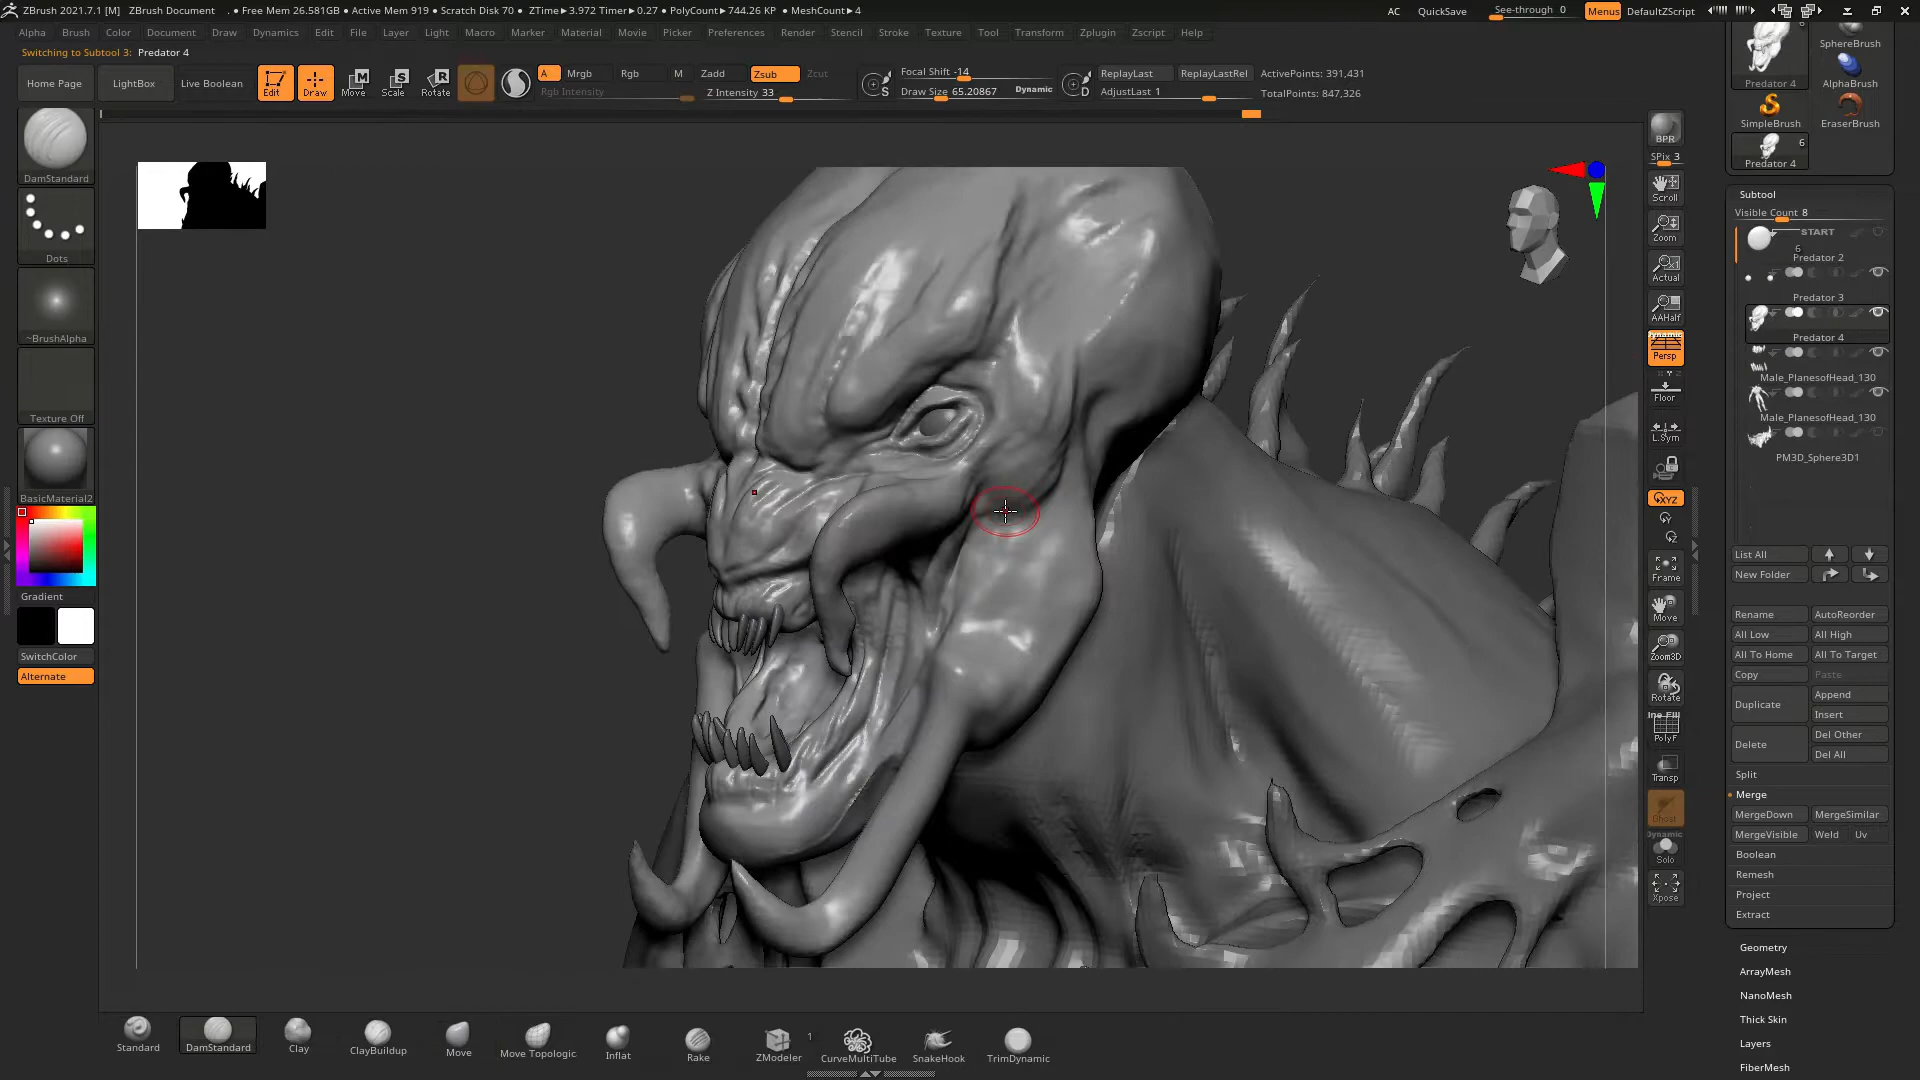 ZBrush 2021.7.1 [M] ZBrush Document . • Free Mem 26.581GB • Active Mem 919 • Scratch Disk 70 • ZTime►3.972 Timer►0.27 • PolyCount►744.26 KP • MeshCount►4 AC QuickSave See-through 0 Menus DefaultZScript
Alpha Brush Color Document Draw Dynamics Edit File Layer Light Macro Marker Material Movie Picker Preferences Render Stencil Stroke Texture Tool Transform Zplugin Zscript Help
Switching to Subtool 3: Predator 4
Home Page LightBox Live Boolean Edit Draw Move Scale Rotate A Mrgb Rgb M Zadd Zsub Zcut
Rgb Intensity Z Intensity 33
S Focal Shift -14
Draw Size 65.20867 Dynamic
D ReplayLast ReplayLastRel
AdjustLast 1
ActivePoints: 391,431
TotalPoints: 847,326
DamStandard
Dots
~BrushAlpha
Texture Off
BasicMaterial2
Gradient
SwitchColor
Alternate
BPR
SPix 3
Scroll
Zoom
Actual
AAHalf
Dynamic
Persp
Floor
L.Sym
XYZ
Y
Z
Frame
Move
Zoom3D
Rotate
Line Fill
PolyF
Transp
Ghost
Dynamic
Solo
Xpose
Predator 4
SphereBrush
AlphaBrush
SimpleBrush
EraserBrush
6
Predator 4
Subtool
Visible Count 8
START
6
Predator 2
Predator 3
Predator 4
Male_PlanesofHead_130
Male_PlanesofHead_130
PM3D_Sphere3D1
List All
New Folder
Rename AutoReorder
All Low All High
All To Home All To Target
Copy Paste
Duplicate Append
Insert
Delete Del Other
Del All
Split
Merge
MergeDown MergeSimilar
MergeVisible Weld Uv
Boolean
Remesh
Project
Extract
Geometry
ArrayMesh
NanoMesh
Thick Skin
Layers
FiberMesh
Standard DamStandard Clay ClayBuildup Move Move Topologic Inflat Rake ZModeler 1 CurveMultiTube SnakeHook TrimDynamic